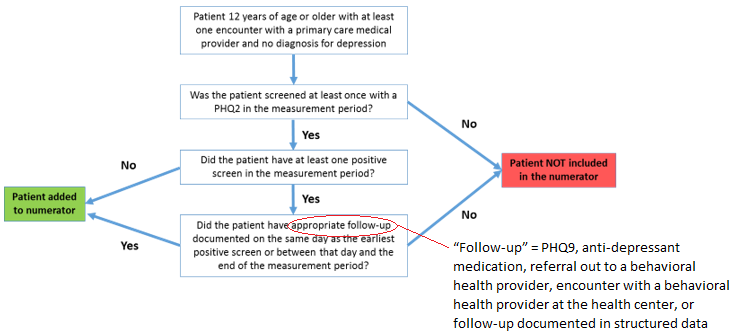 Patient 12 years of age or older with at least
one encounter with a primary care medical
provider and no diagnosis for depression
Was the patient screened at least once with a
PHQ2 in the measurement period?
No
Yes
Did the patient have at least one positive
screen in the measurement period?
No
Patient NOT included
in the numerator
Patient added
to numerator
Yes
No
Did the patient have appropriate follow-up
documented on the same day as the earliest
positive screen or between that day and the
end of the measurement period?
Yes
“Follow-up” = PHQ9, anti-depressant
medication, referral out to a behavioral
health provider, encounter with a behavioral
health provider at the health center, or
follow-up documented in structured data